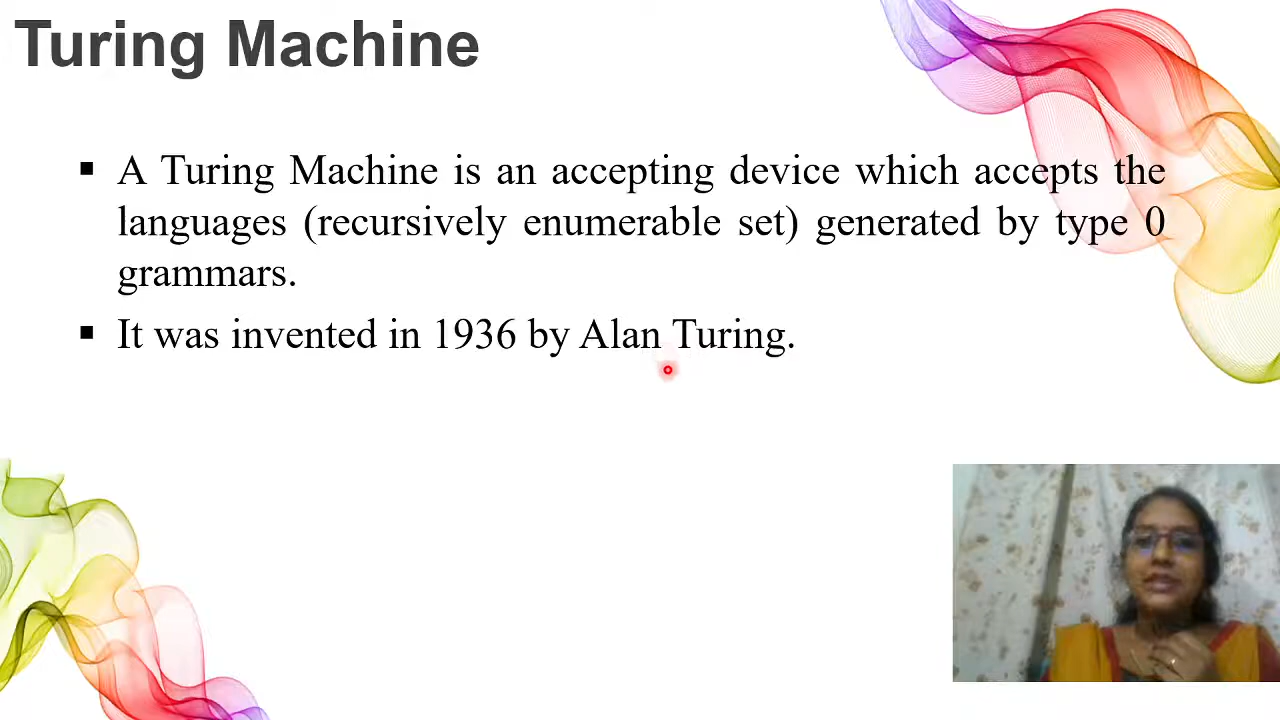 Turing Machine
▪ A Turing Machine is an accepting device which accepts the
languages (recursively enumerable set) generated by type 0
grammars.
▪ It was invented in 1936 by Alan Turing.